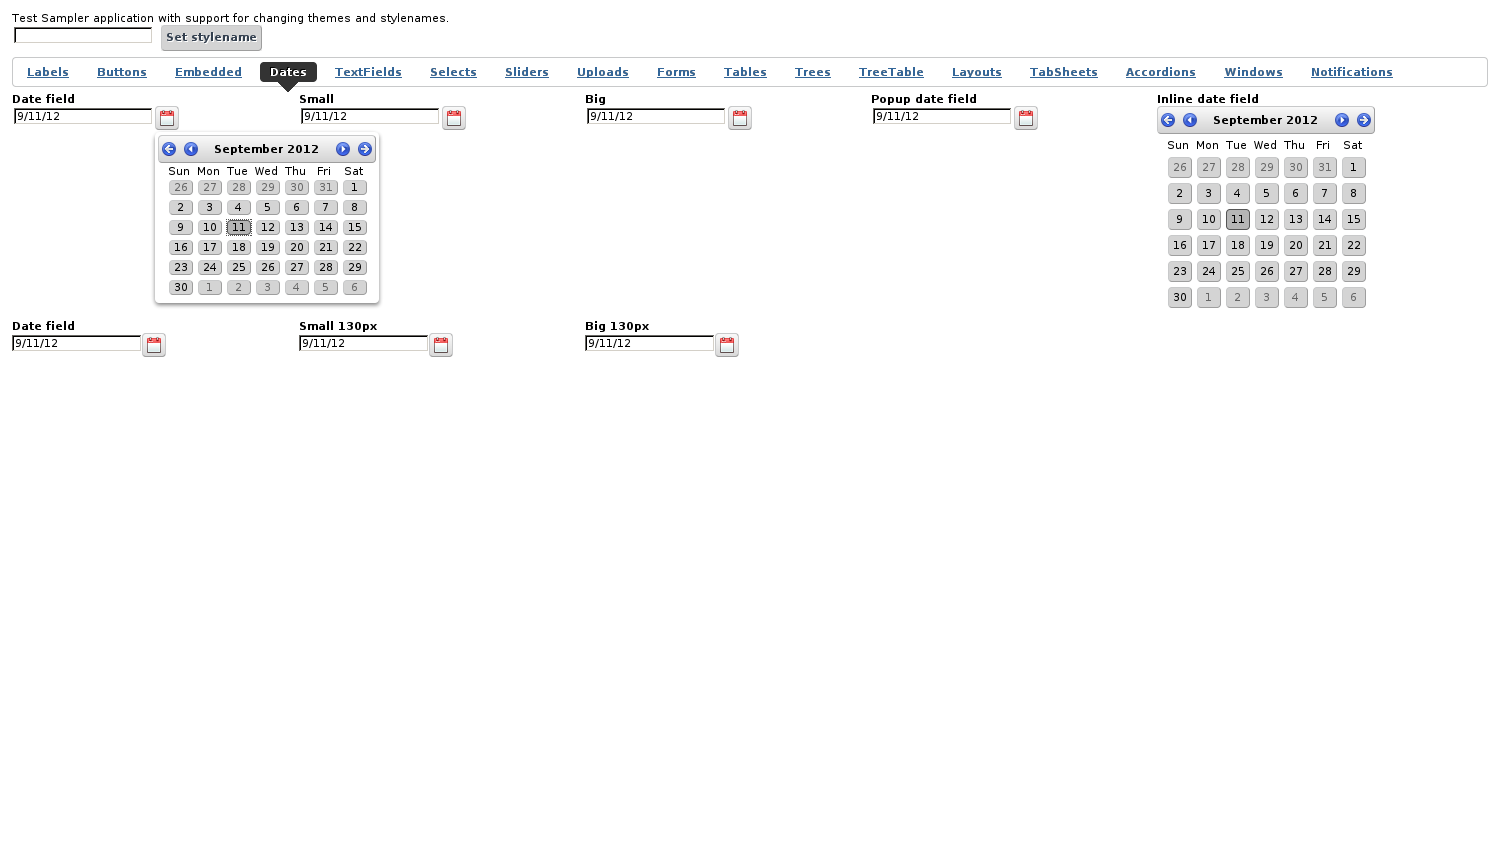 Test Sampler application with support for changing themes and stylenames.
Set stylename
Labels Buttons Embedded Dates TextFields Selects Sliders Uploads Forms Tables Trees TreeTable Layouts TabSheets Accordions Windows Notifications
Date field Small Big Popup date field Inline date field
9/11/12 9/11/12 9/11/12 9/11/12
September 2012
Sun Mon Tue Wed Thu Fri Sat
26 27 28 29 30 31 1
2 3 4 5 6 7 8
9 10 11 12 13 14 15
16 17 18 19 20 21 22
23 24 25 26 27 28 29
30 1 2 3 4 5 6
September 2012
Sun Mon Tue Wed Thu Fri Sat
26 27 28 29 30 31 1
2 3 4 5 6 7 8
9 10 11 12 13 14 15
16 17 18 19 20 21 22
23 24 25 26 27 28 29
30 1 2 3 4 5 6
Date field Small 130px Big 130px
9/11/12 9/11/12 9/11/12